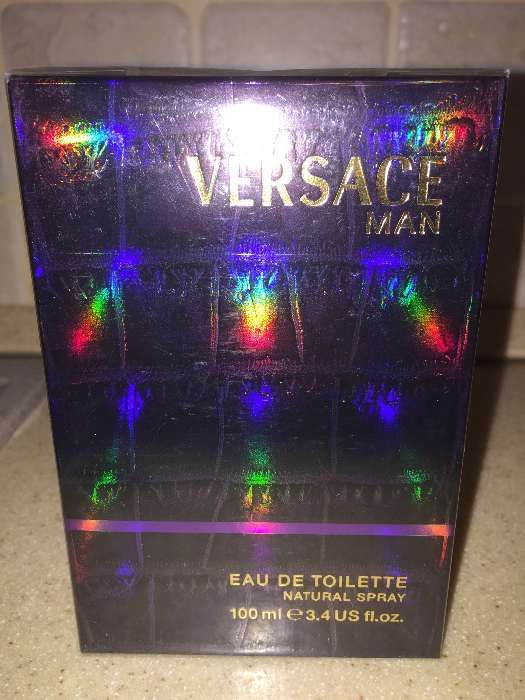 VERSACE
MAN
EAU DE TOILETTE
NATURAL SPRAY
100 ml ℮ 3.4 US fl.oz.